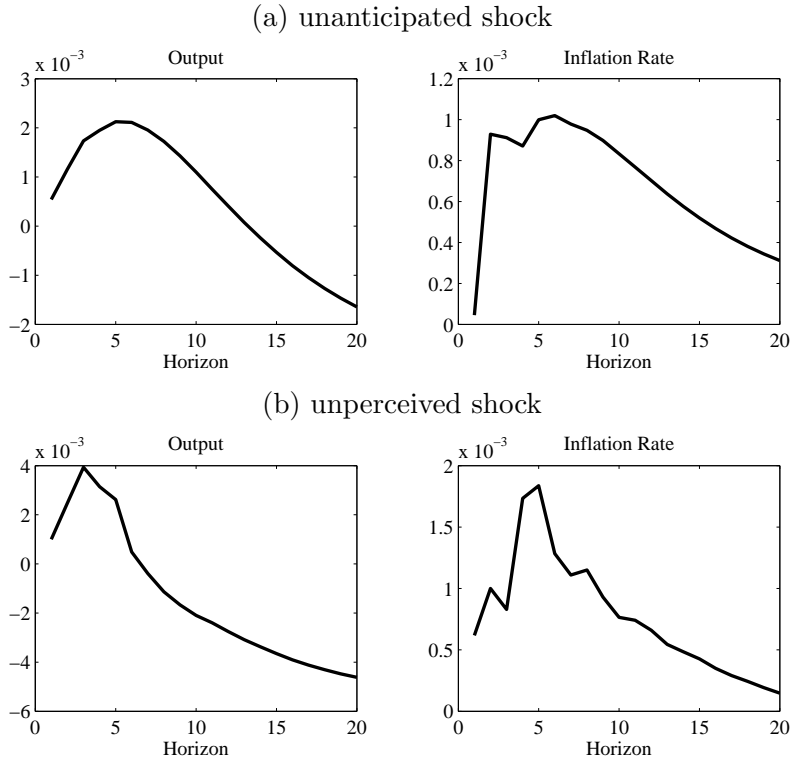 (a) unanticipated shock
Output
x 10⁻³
3
2
1
0
−1
−2
0 5 10 15 20
Horizon
Inflation Rate
x 10⁻³
1.2
1
0.8
0.6
0.4
0.2
0
0 5 10 15 20
Horizon
(b) unperceived shock
Output
x 10⁻³
4
2
0
−2
−4
−6
0 5 10 15 20
Horizon
Inflation Rate
x 10⁻³
2
1.5
1
0.5
0
0 5 10 15 20
Horizon